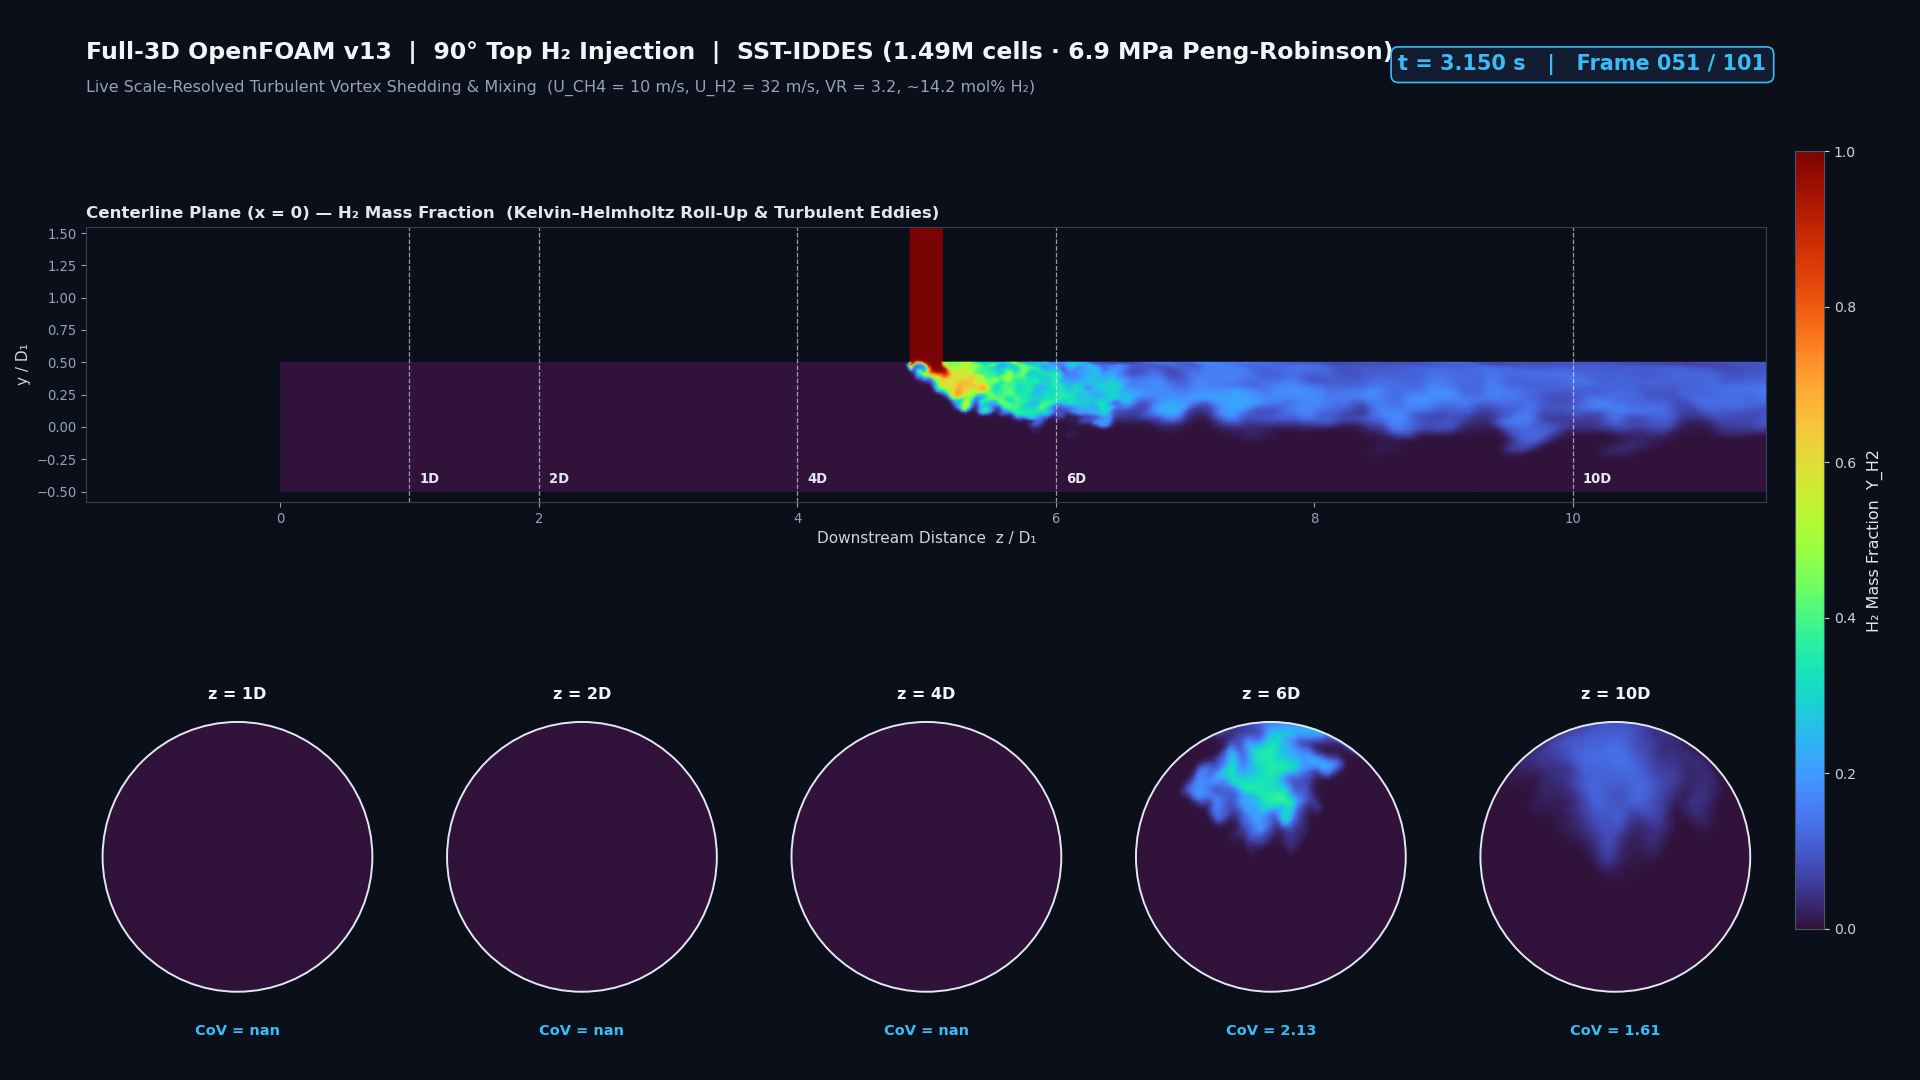 Full-3D OpenFOAM v13 | 90° Top H₂ Injection | SST-IDDES (1.49M cells · 6.9 MPa Peng-Robinson)
t = 3.150 s | Frame 051 / 101
Live Scale-Resolved Turbulent Vortex Shedding & Mixing (U_CH4 = 10 m/s, U_H2 = 32 m/s, VR = 3.2, ~14.2 mol% H₂)
Centerline Plane (x = 0) — H₂ Mass Fraction (Kelvin–Helmholtz Roll-Up & Turbulent Eddies)
y / D₁
1.50
1.25
1.00
0.75
0.50
0.25
0.00
−0.25
−0.50
1D
2D
4D
6D
10D
0
2
4
6
8
10
Downstream Distance z / D₁
1.0
0.8
0.6
0.4
0.2
0.0
H₂ Mass Fraction Y_H2
z = 1D
z = 2D
z = 4D
z = 6D
z = 10D
CoV = nan
CoV = nan
CoV = nan
CoV = 2.13
CoV = 1.61